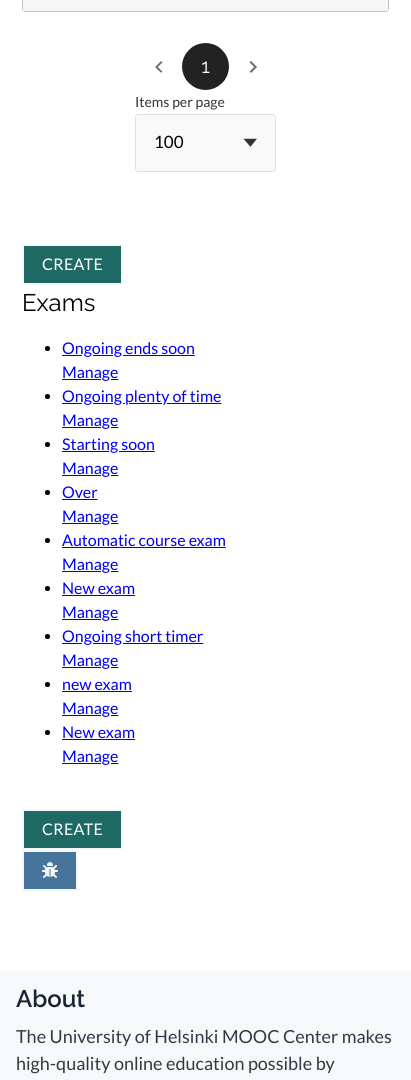 1
Items per page
100
CREATE
Exams
Ongoing ends soon
Manage
Ongoing plenty of time
Manage
Starting soon
Manage
Over
Manage
Automatic course exam
Manage
New exam
Manage
Ongoing short timer
Manage
new exam
Manage
New exam
Manage
CREATE
About
The University of Helsinki MOOC Center makes
high-quality online education possible by